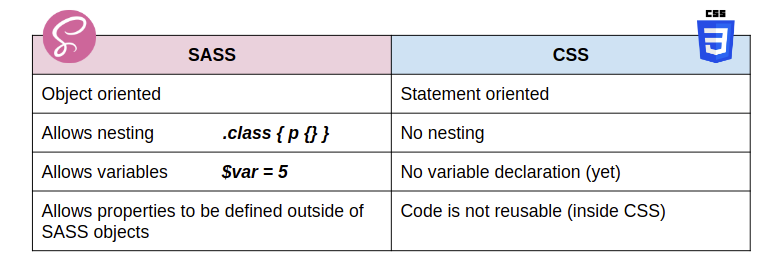 CSS
SASS CSS
Object oriented Statement oriented
Allows nesting .class { p {} } No nesting
Allows variables $var = 5 No variable declaration (yet)
Allows properties to be defined outside of Code is not reusable (inside CSS)
SASS objects